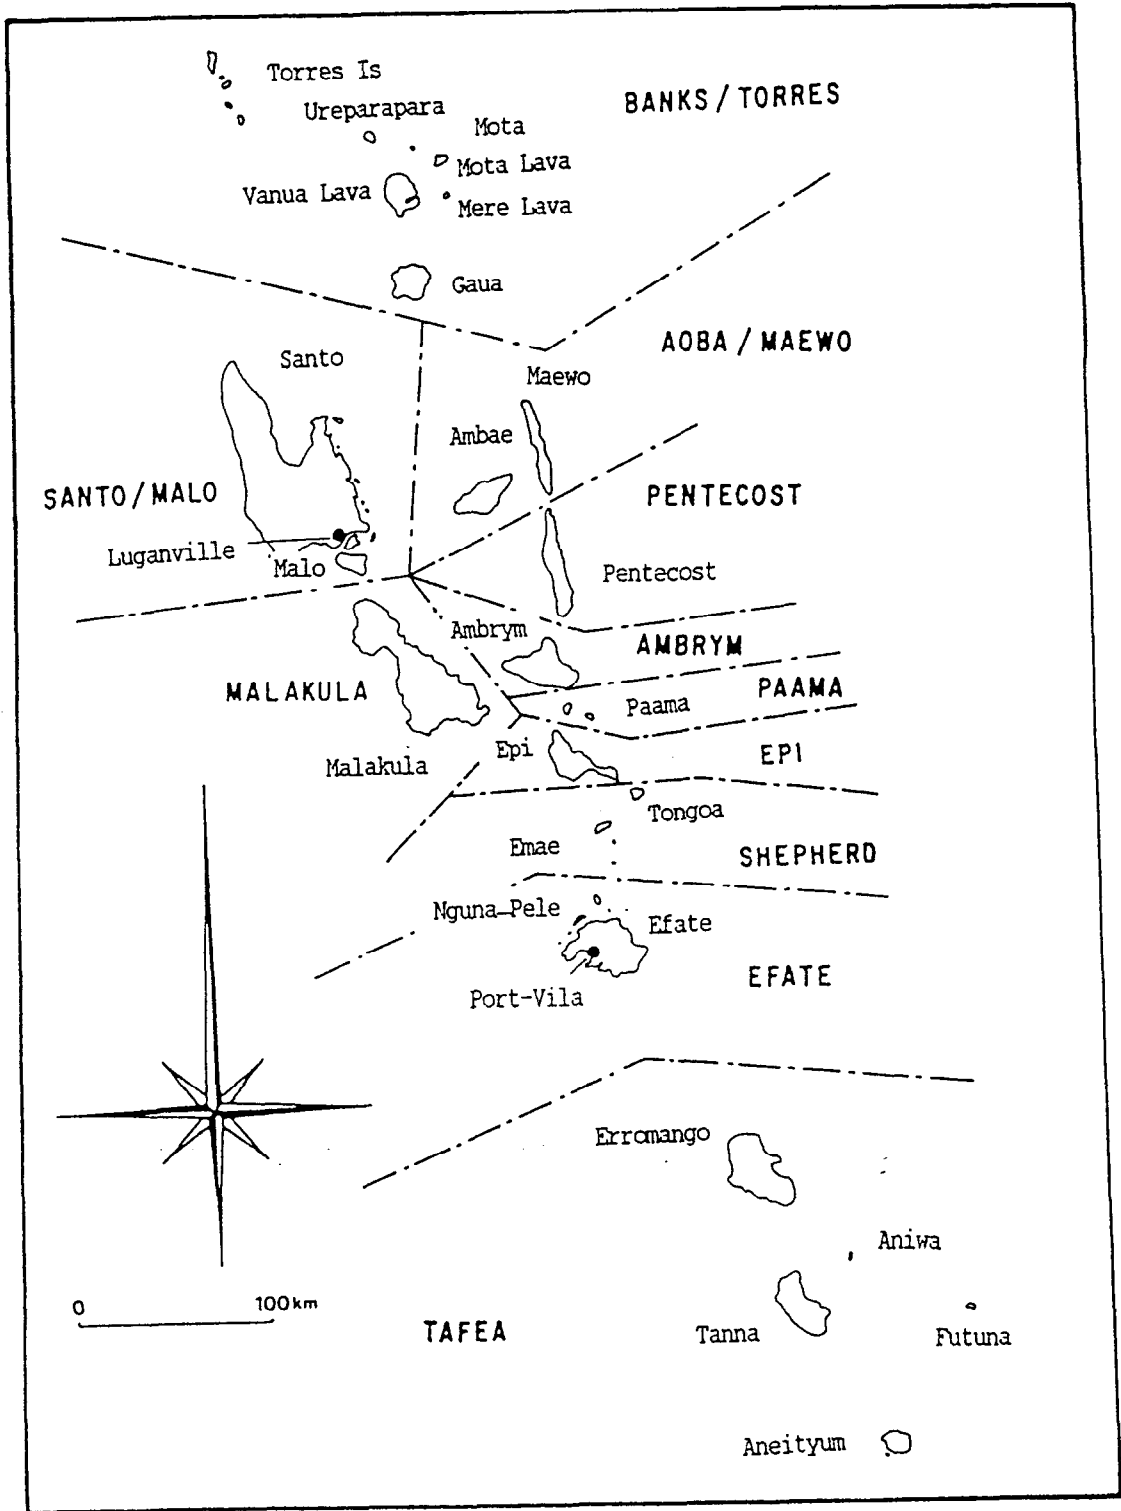 Torres Is
BANKS / TORRES
Ureparapara
Mota
Mota Lava
Vanua Lava
Mere Lava
Gaua
AOBA / MAEWO
Santo
Maewo
Ambae
SANTO/MALO
PENTECOST
Luganville
Malo
Pentecost
Ambrym
AMBRYM
MALAKULA
PAAMA
Paama
Epi
EPI
Malakula
Tongoa
Emae
SHEPHERD
Nguna-Pele
Efate
EFATE
Port-Vila
Erromango
Aniwa
0 100km
TAFEA
Tanna
Futuna
Aneityum